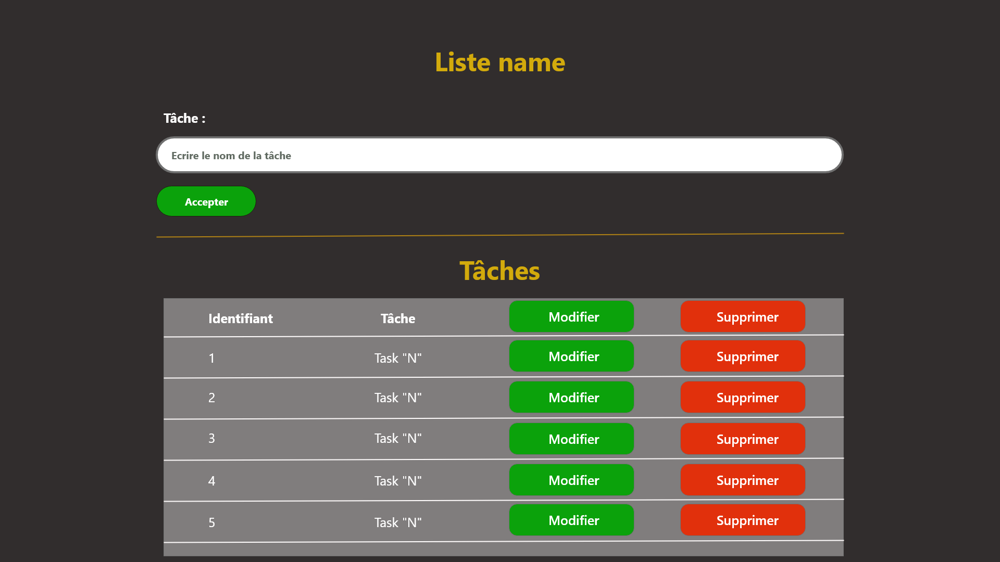 Liste name
Tâche :
Ecrire le nom de la tâche
Accepter
Tâches
Identifiant Tâche Modifier Supprimer
1 Task "N" Modifier Supprimer
2 Task "N" Modifier Supprimer
3 Task "N" Modifier Supprimer
4 Task "N" Modifier Supprimer
5 Task "N" Modifier Supprimer